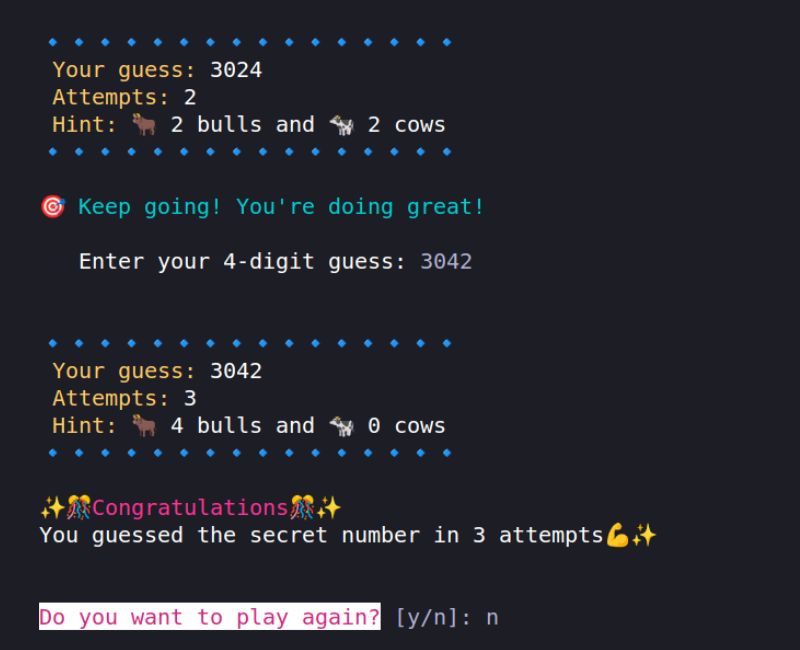 Your guess: 3024
Attempts: 2
Hint: 🐂 2 bulls and 🐄 2 cows
🎯 Keep going! You're doing great!
Enter your 4-digit guess: 3042
Your guess: 3042
Attempts: 3
Hint: 🐂 4 bulls and 🐄 0 cows
✨🎊Congratulations🎊✨
You guessed the secret number in 3 attempts💪✨
Do you want to play again? [y/n]: n